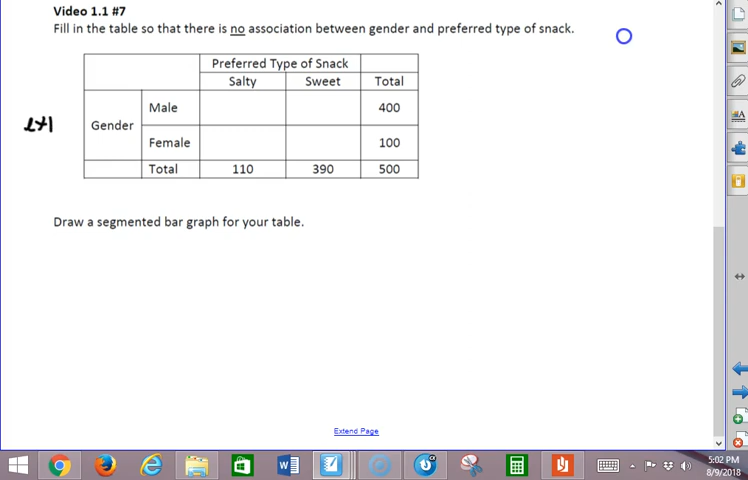 Video 1.1 #7
Fill in the table so that there is no association between gender and preferred type of snack.
Preferred Type of Snack
Salty Sweet Total
Male 400
Gender
Female 100
Total 110 390 500
Draw a segmented bar graph for your table.
Extend Page
5:02 PM
8/9/2018